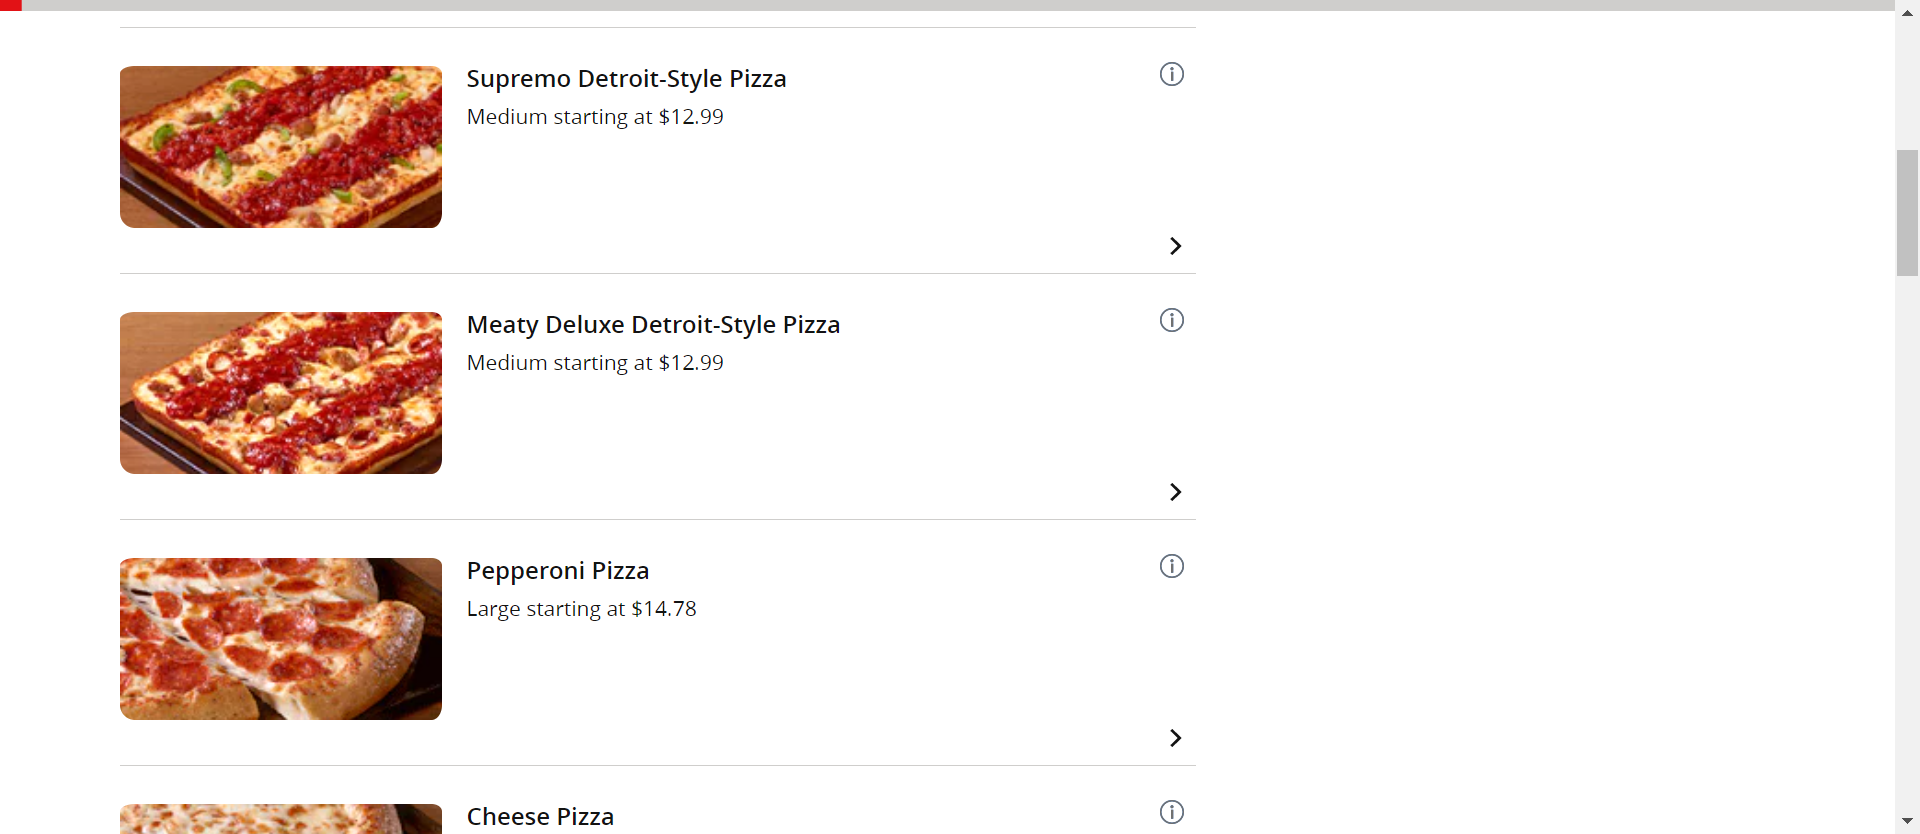 Supremo Detroit-Style Pizza
Medium starting at $12.99
Meaty Deluxe Detroit-Style Pizza
Medium starting at $12.99
Pepperoni Pizza
Large starting at $14.78
Cheese Pizza